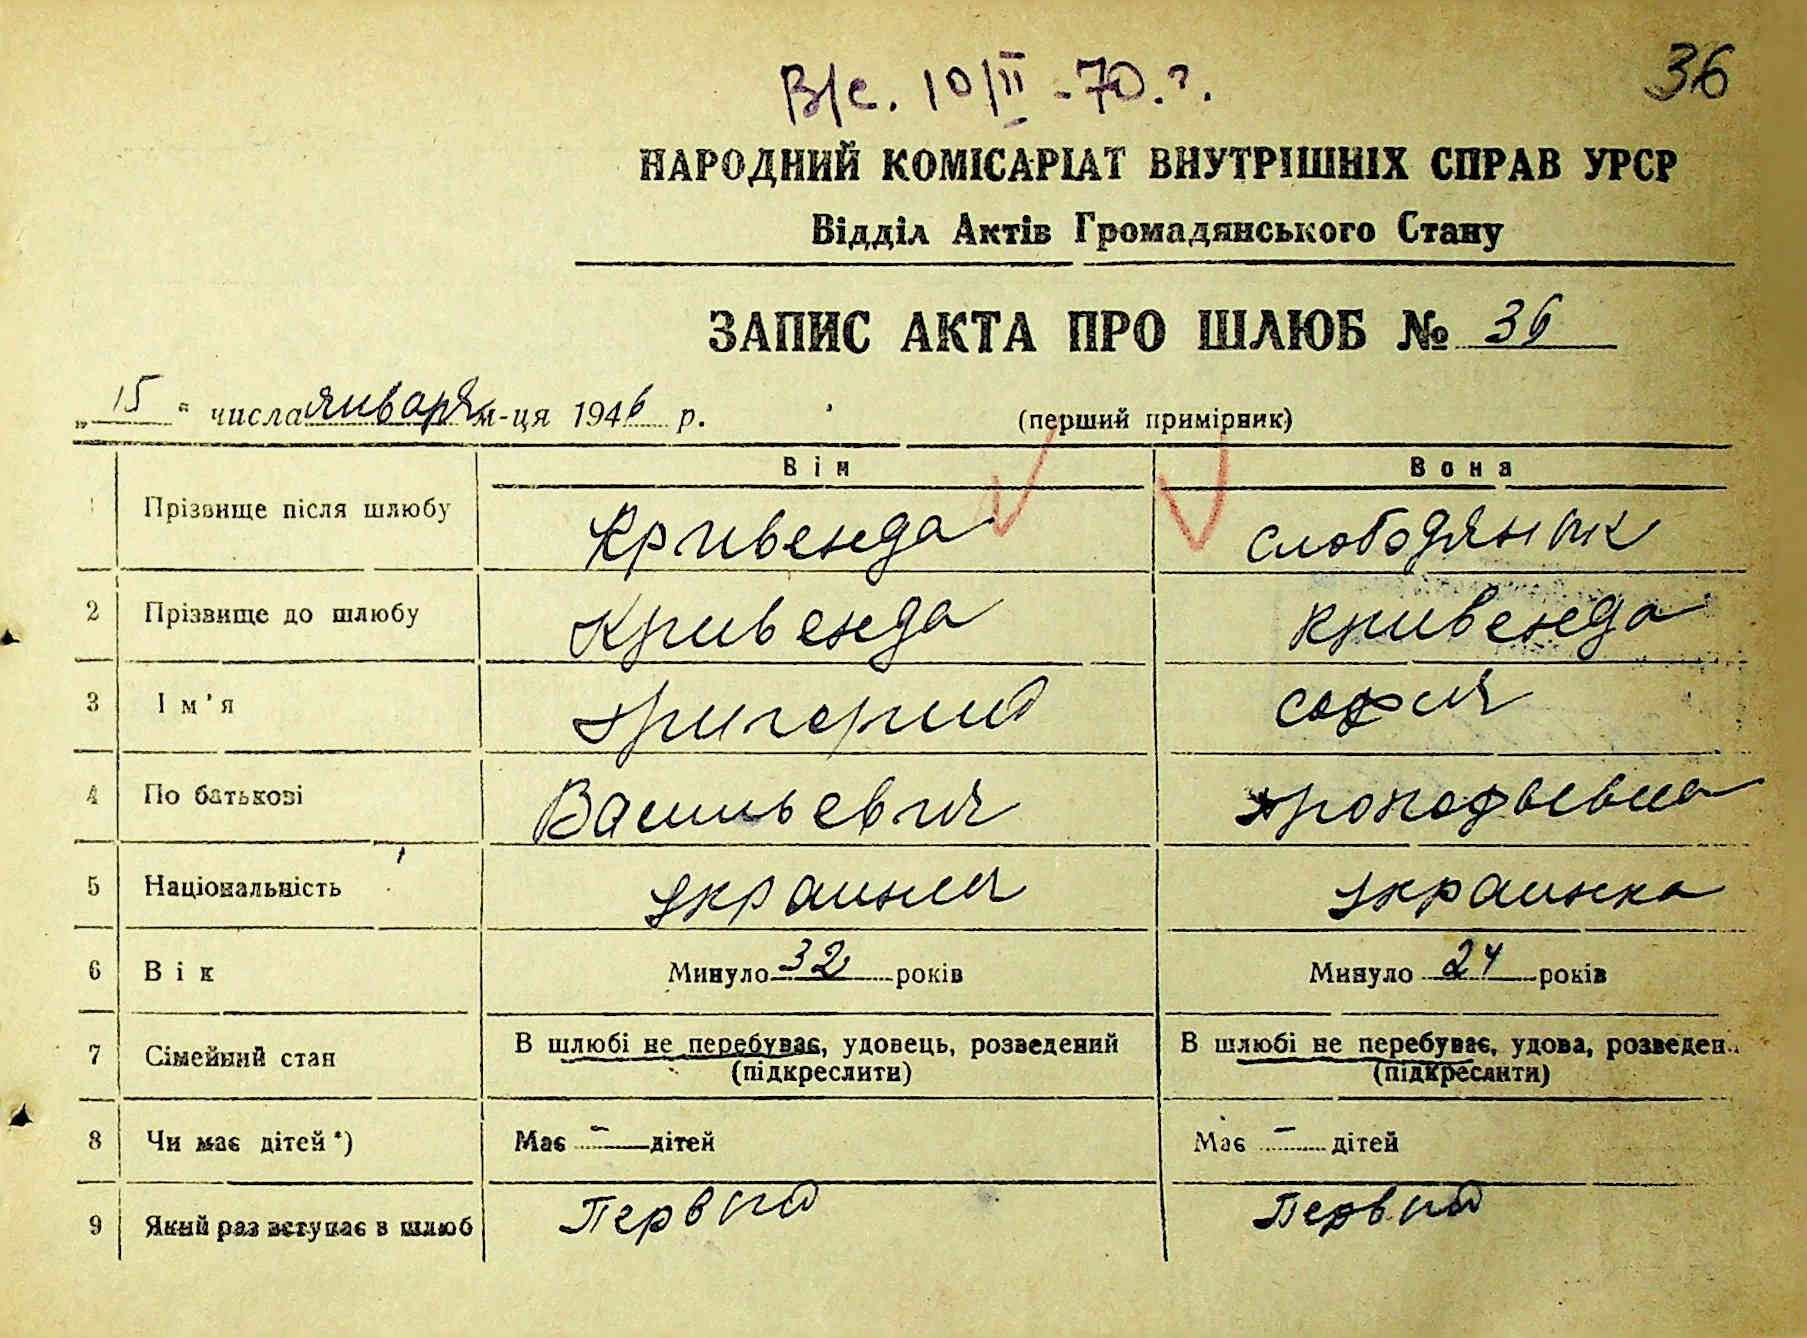 В/с. 10/II - 70.г.
36
НАРОДНИЙ КОМІСАРІАТ ВНУТРІШНІХ СПРАВ УРСР
Відділ Актів Громадянського Стану
ЗАПИС АКТА ПРО ШЛЮБ № 36
„15“ числа января м-ця 1946 р.
(перший примірник)
Він Вона
1 Прізвище після шлюбу Кривенда Слободянюк
2 Прізвище до шлюбу Кривенда Кривенда
3 Ім'я Григорий София
4 По батькові Васильевич Прокофьевна
5 Національність украинец украинка
6 Вік Минуло 32 років Минуло 24 років
7 Сімейний стан В шлюбі не перебуває, удовець, розведений В шлюбі не перебуває, удова, розведен
(підкреслити) (підкреслити)
8 Чи має дітей *) Має - дітей Має - дітей
9 Який раз вступає в шлюб Первый Первый